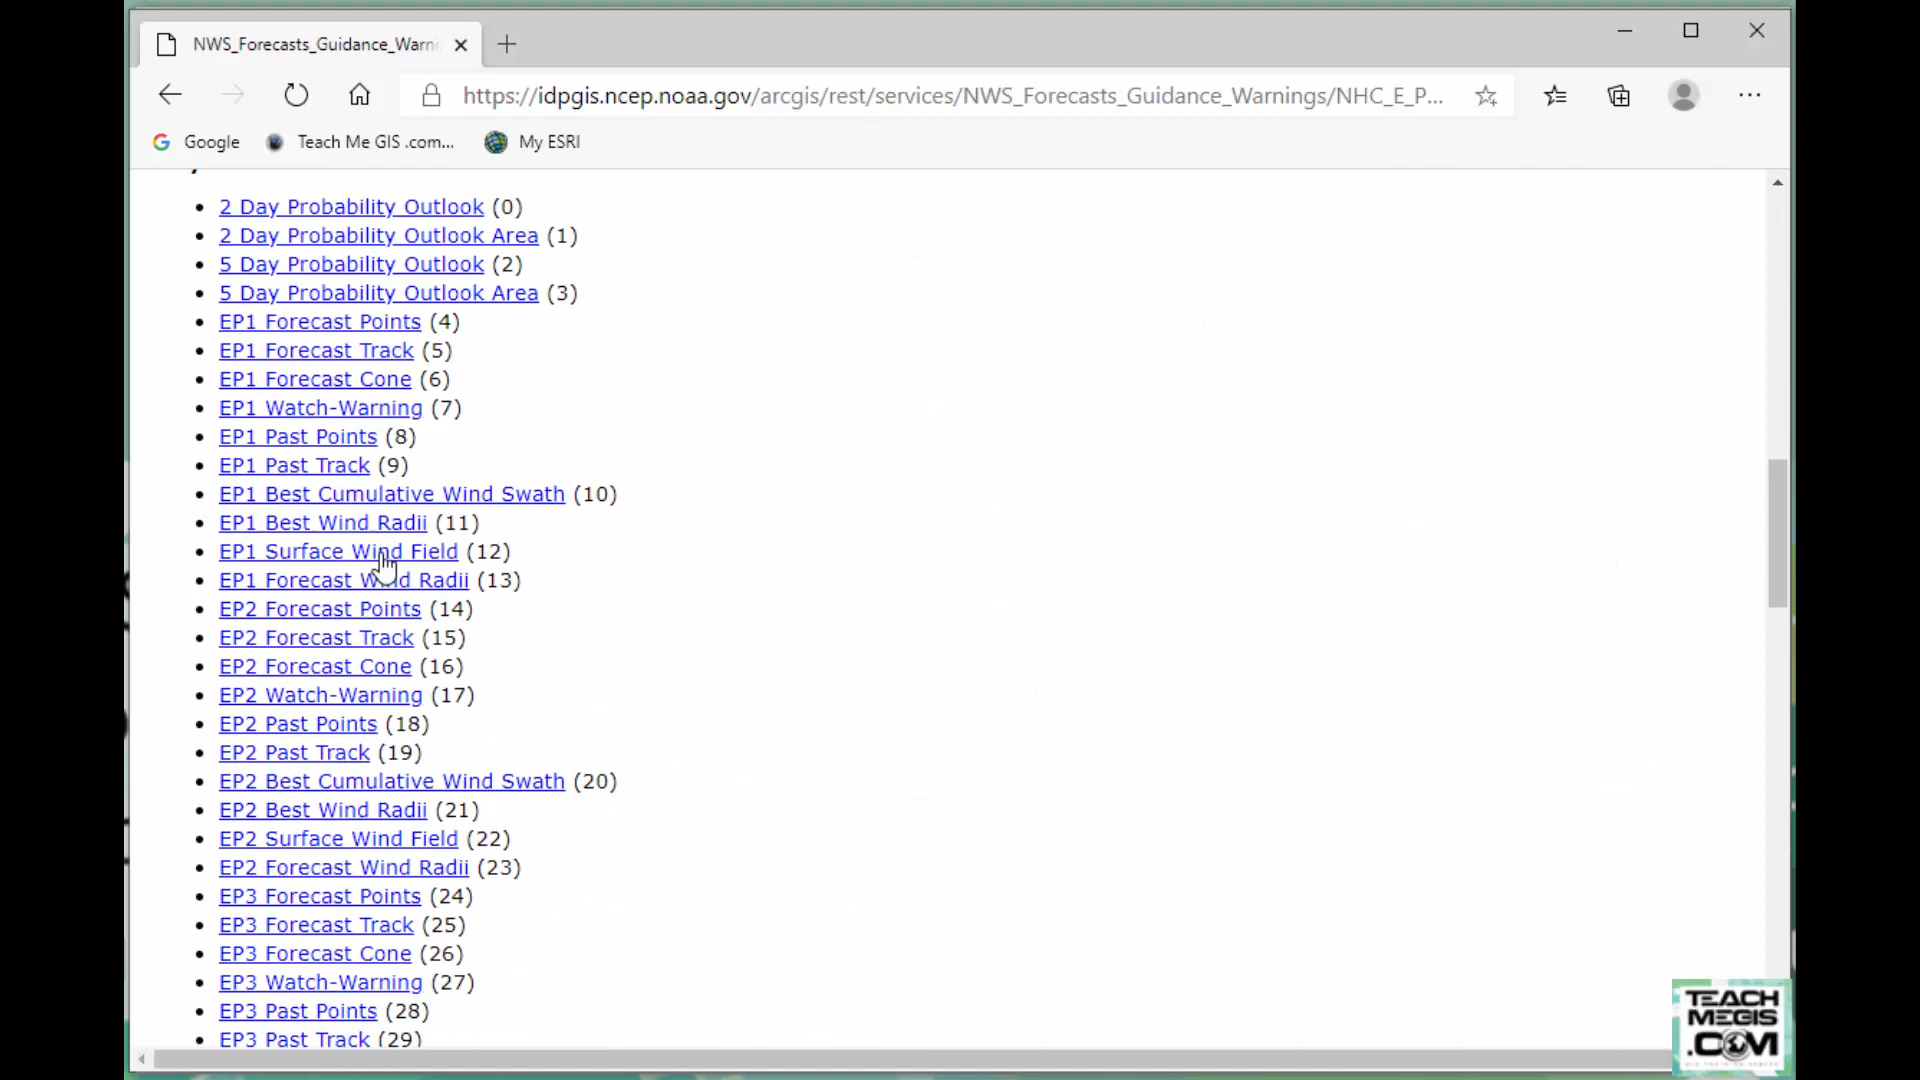 NWS_Forecasts_Guidance_Warni
https://idpgis.ncep.noaa.gov/arcgis/rest/services/NWS_Forecasts_Guidance_Warnings/NHC_E_P...
Google Teach Me GIS .com... My ESRI
2 Day Probability Outlook (0)
2 Day Probability Outlook Area (1)
5 Day Probability Outlook (2)
5 Day Probability Outlook Area (3)
EP1 Forecast Points (4)
EP1 Forecast Track (5)
EP1 Forecast Cone (6)
EP1 Watch-Warning (7)
EP1 Past Points (8)
EP1 Past Track (9)
EP1 Best Cumulative Wind Swath (10)
EP1 Best Wind Radii (11)
EP1 Surface Wind Field (12)
EP1 Forecast Wind Radii (13)
EP2 Forecast Points (14)
EP2 Forecast Track (15)
EP2 Forecast Cone (16)
EP2 Watch-Warning (17)
EP2 Past Points (18)
EP2 Past Track (19)
EP2 Best Cumulative Wind Swath (20)
EP2 Best Wind Radii (21)
EP2 Surface Wind Field (22)
EP2 Forecast Wind Radii (23)
EP3 Forecast Points (24)
EP3 Forecast Track (25)
EP3 Forecast Cone (26)
EP3 Watch-Warning (27)
EP3 Past Points (28)
EP3 Past Track (29)
TEACH
MEGIS
.COM